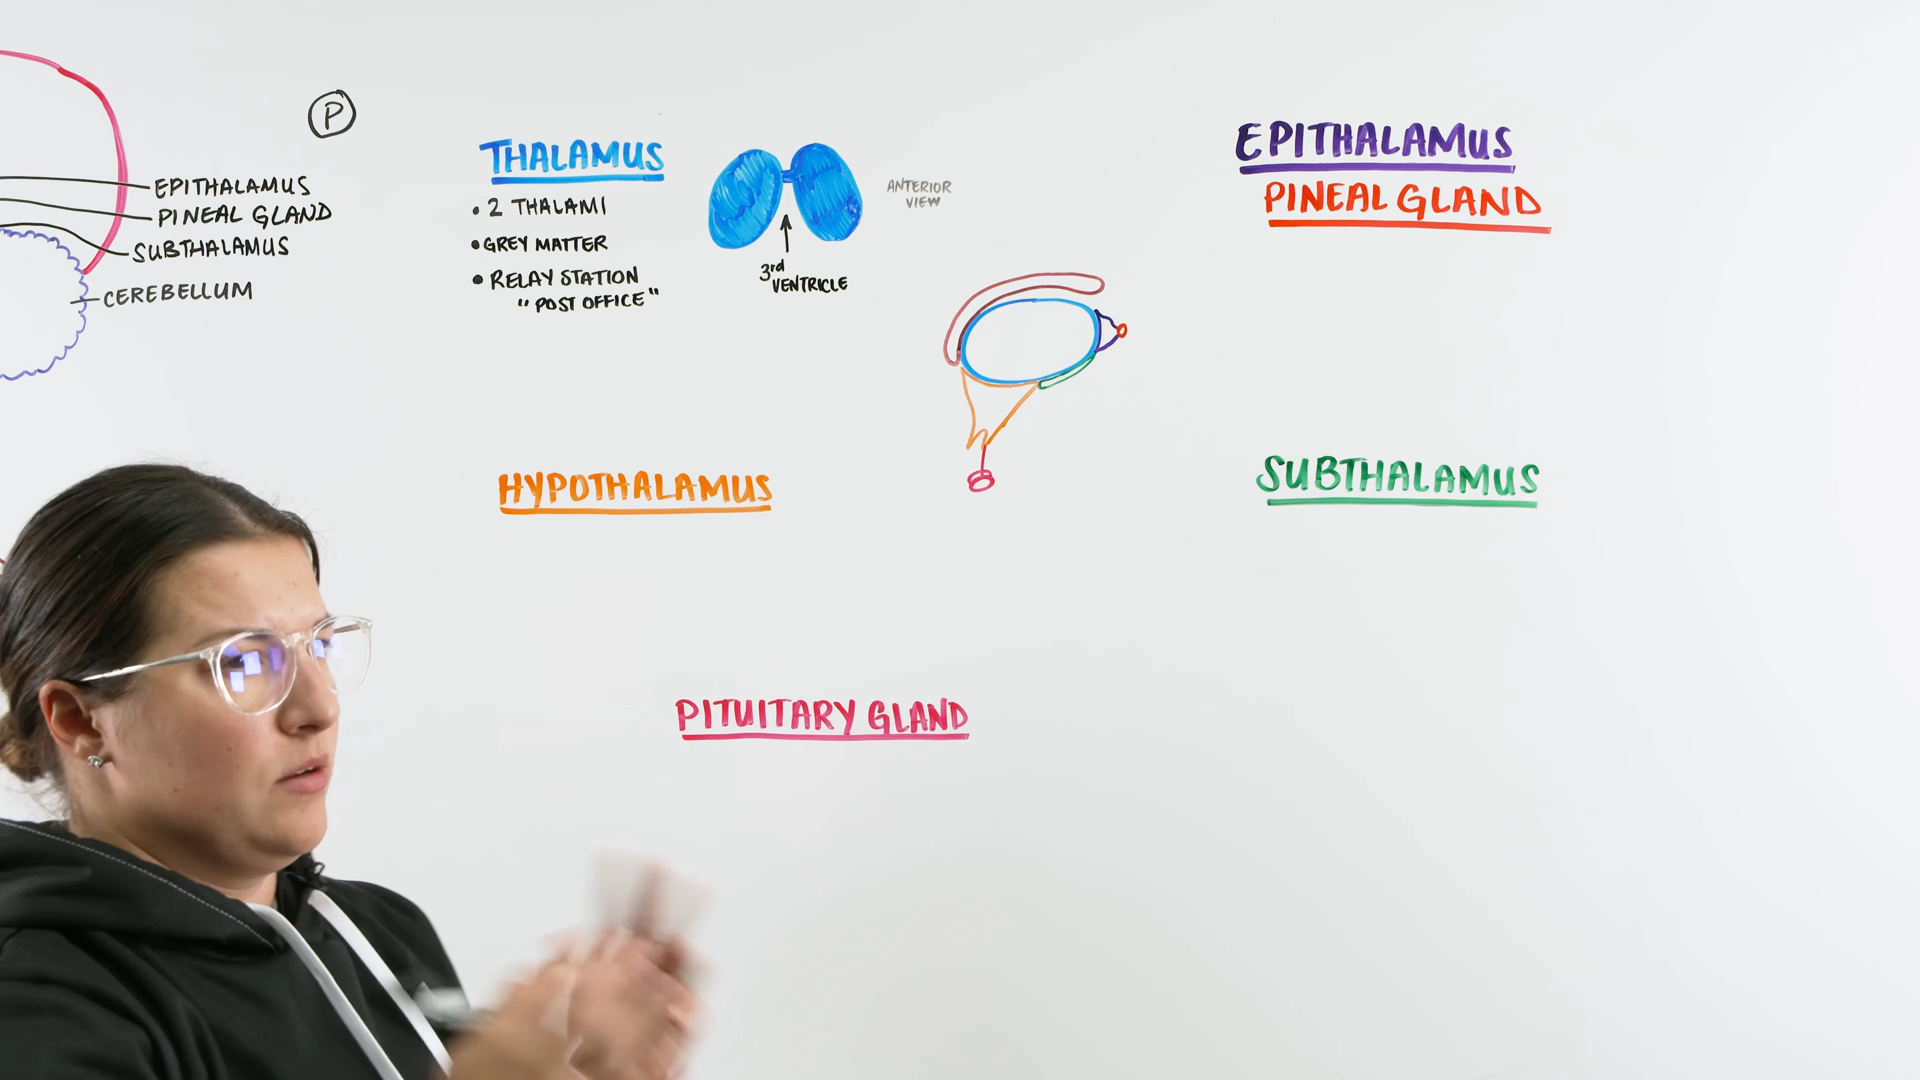 P
EPITHALAMUS
PINEAL GLAND
SUBTHALAMUS
CEREBELLUM
THALAMUS
• 2 THALAMI
• GREY MATTER
• RELAY STATION
"POST OFFICE"
3rd
VENTRICLE
ANTERIOR
VIEW
EPITHALAMUS
PINEAL GLAND
HYPOTHALAMUS
SUBTHALAMUS
PITUITARY GLAND